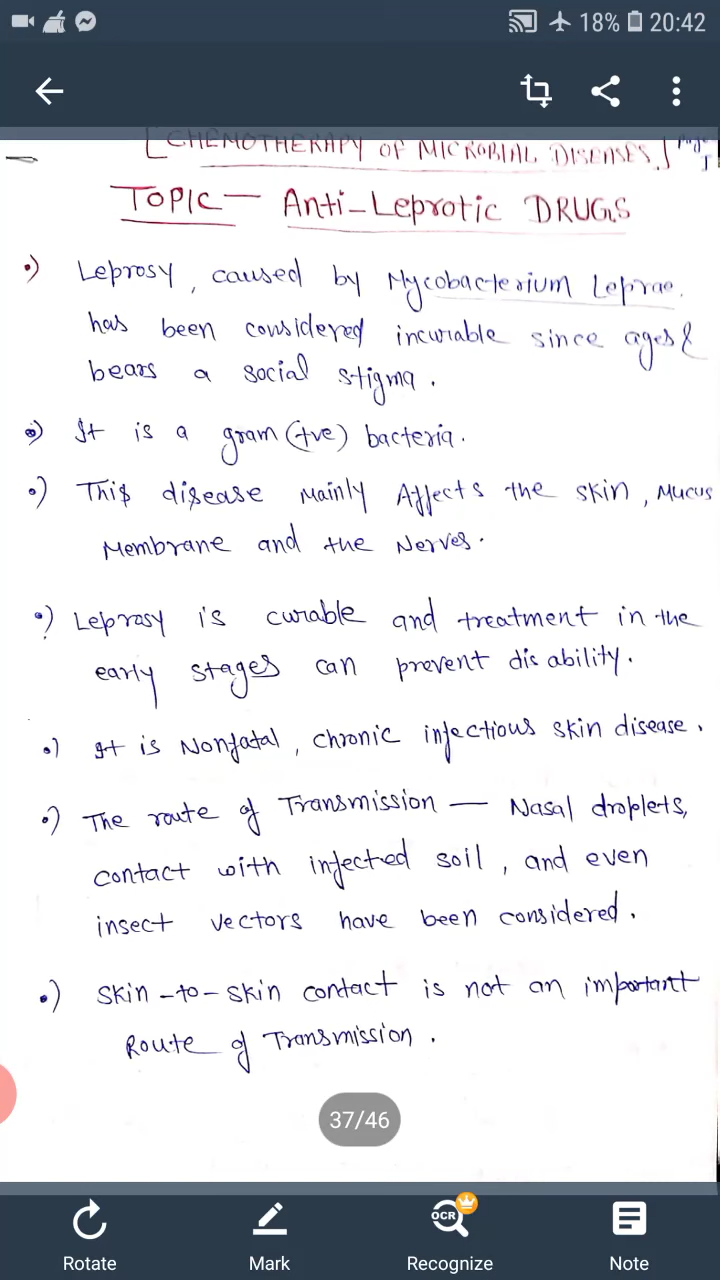 18% 20:42
[CHEMOTHERAPY OF MICROBIAL DISEASES]
TOPIC — Anti-Leprotic DRUGS
•) Leprosy, caused by Mycobacterium Leprae.
has been considered incurable since ages &
bears a social stigma.
•) It is a gram (+ve) bacteria.
•) This disease Mainly Affects the skin, Mucus
Membrane and the Nerves.
•) Leprosy is curable and treatment in the
early stages can prevent disability.
•) It is Nonfatal, chronic infectious skin disease.
•) The route of Transmission — Nasal droplets,
contact with infected soil, and even
insect vectors have been considered.
•) Skin-to-skin contact is not an important
Route of Transmission.
37/46
OCR
Rotate Mark Recognize Note